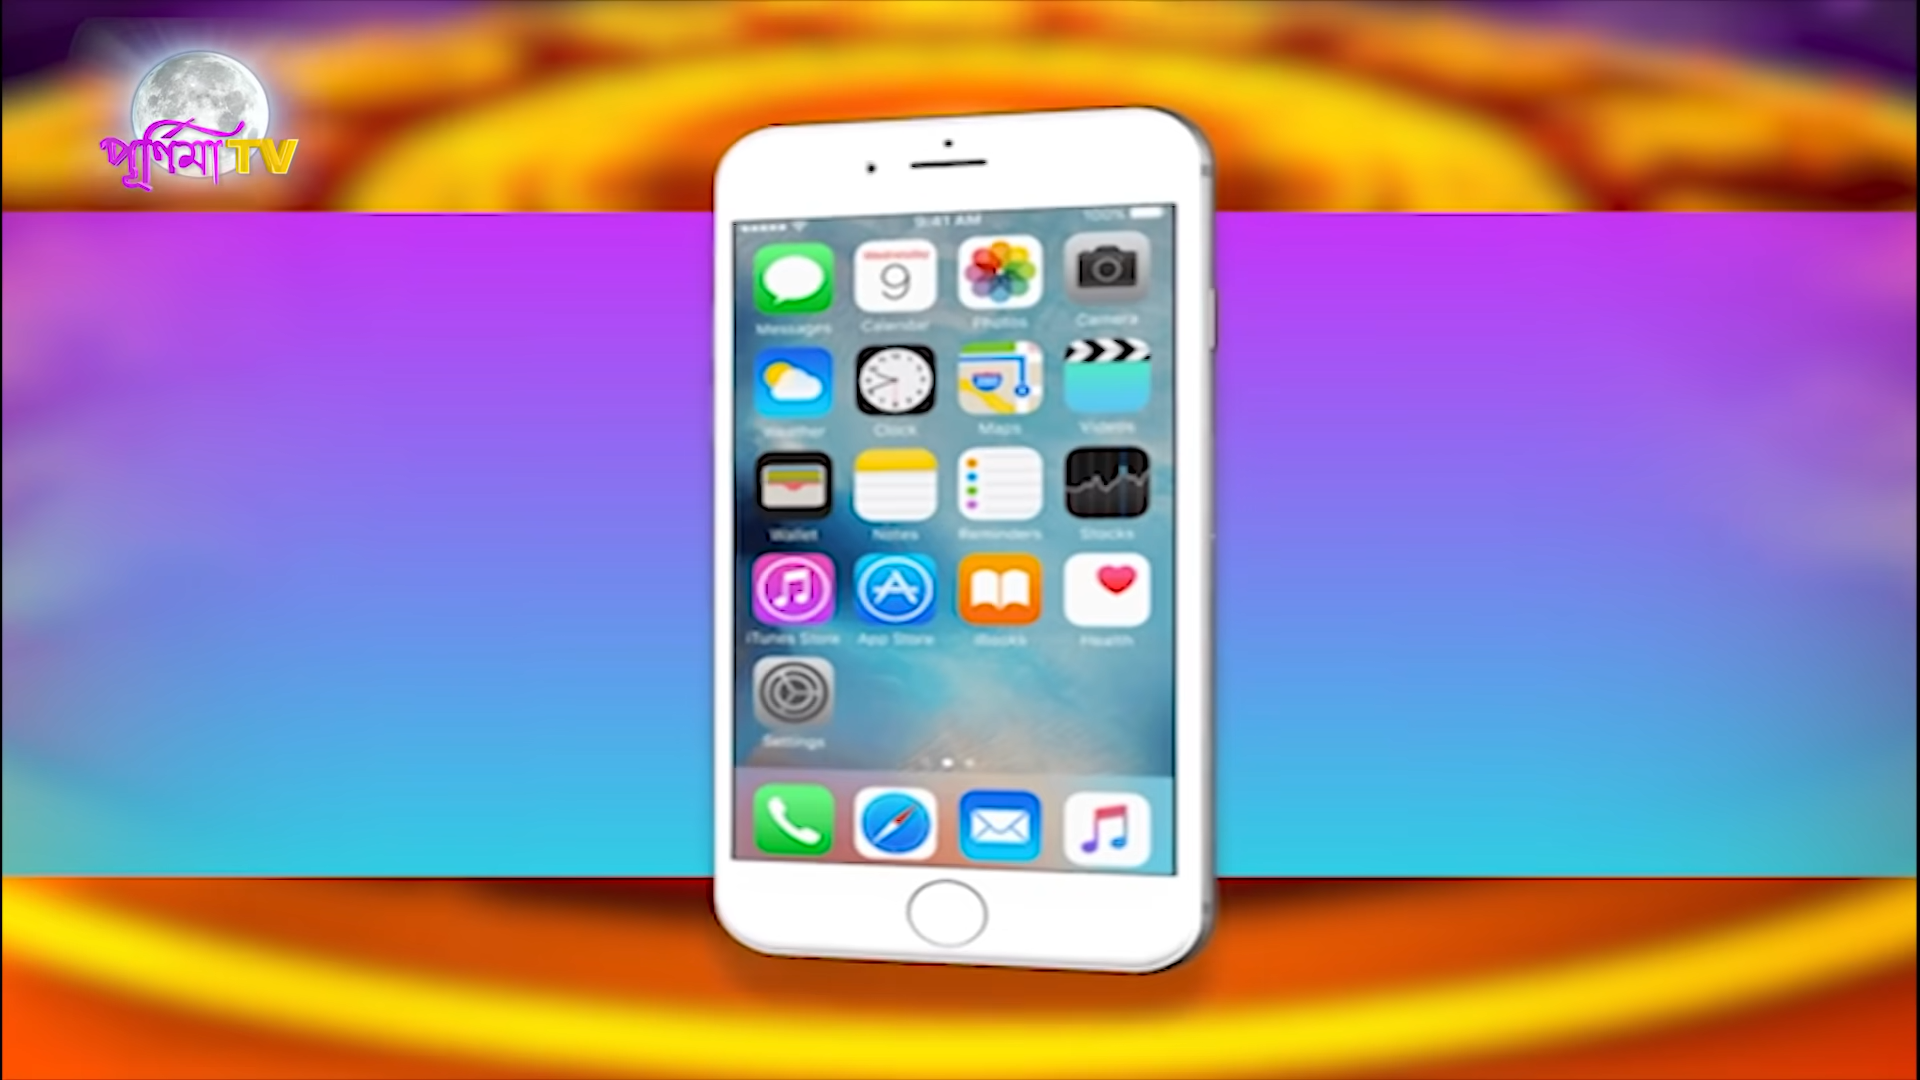 পূর্ণিমা TV
9:41 AM 100%
Messages Calendar Photos Camera
Wednesday
9
Weather Clock Maps Videos
Wallet Notes Reminders Stocks
iTunes Store App Store iBooks Health
Settings